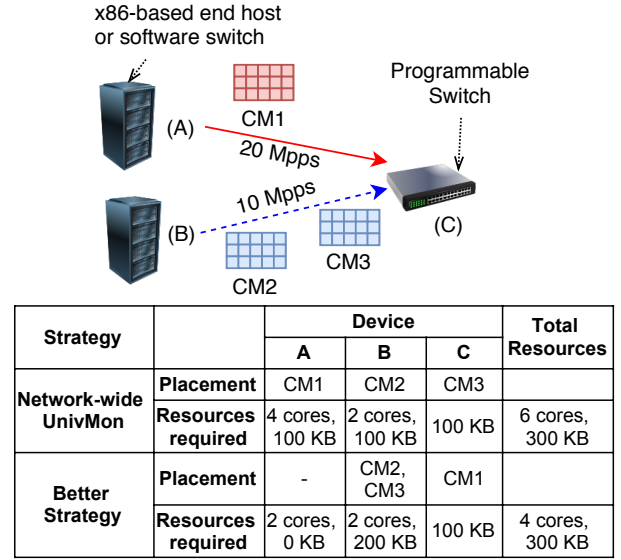 x86-based end host
or software switch
Programmable
Switch
(A)
CM1
20 Mpps
10 Mpps
(B)
(C)
CM3
CM2
Strategy
Device
Total
Resources
A
B
C
Network-wide
UnivMon
Placement
CM1
CM2
CM3
Resources
required
4 cores,
100 KB
2 cores,
100 KB
100 KB
6 cores,
300 KB
Better
Strategy
Placement
-
CM2,
CM3
CM1
Resources
required
2 cores,
0 KB
2 cores,
200 KB
100 KB
4 cores,
300 KB